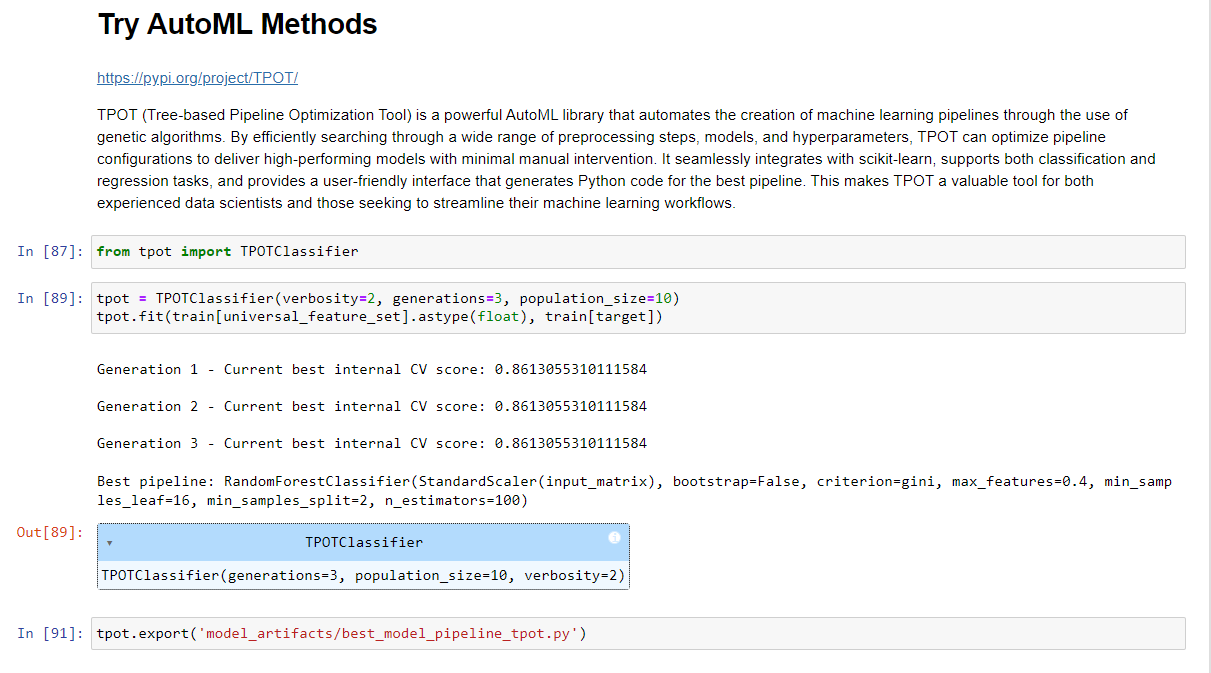 Try AutoML Methods
https://pypi.org/project/TPOT/
TPOT (Tree-based Pipeline Optimization Tool) is a powerful AutoML library that automates the creation of machine learning pipelines through the use of
genetic algorithms. By efficiently searching through a wide range of preprocessing steps, models, and hyperparameters, TPOT can optimize pipeline
configurations to deliver high-performing models with minimal manual intervention. It seamlessly integrates with scikit-learn, supports both classification and
regression tasks, and provides a user-friendly interface that generates Python code for the best pipeline. This makes TPOT a valuable tool for both
experienced data scientists and those seeking to streamline their machine learning workflows.
In [87]: from tpot import TPOTClassifier
In [89]: tpot = TPOTClassifier(verbosity=2, generations=3, population_size=10)
tpot.fit(train[universal_feature_set].astype(float), train[target])
Generation 1 - Current best internal CV score: 0.8613055310111584
Generation 2 - Current best internal CV score: 0.8613055310111584
Generation 3 - Current best internal CV score: 0.8613055310111584
Best pipeline: RandomForestClassifier(StandardScaler(input_matrix), bootstrap=False, criterion=gini, max_features=0.4, min_samp
les_leaf=16, min_samples_split=2, n_estimators=100)
Out[89]: ▾ TPOTClassifier i
TPOTClassifier(generations=3, population_size=10, verbosity=2)
In [91]: tpot.export('model_artifacts/best_model_pipeline_tpot.py')